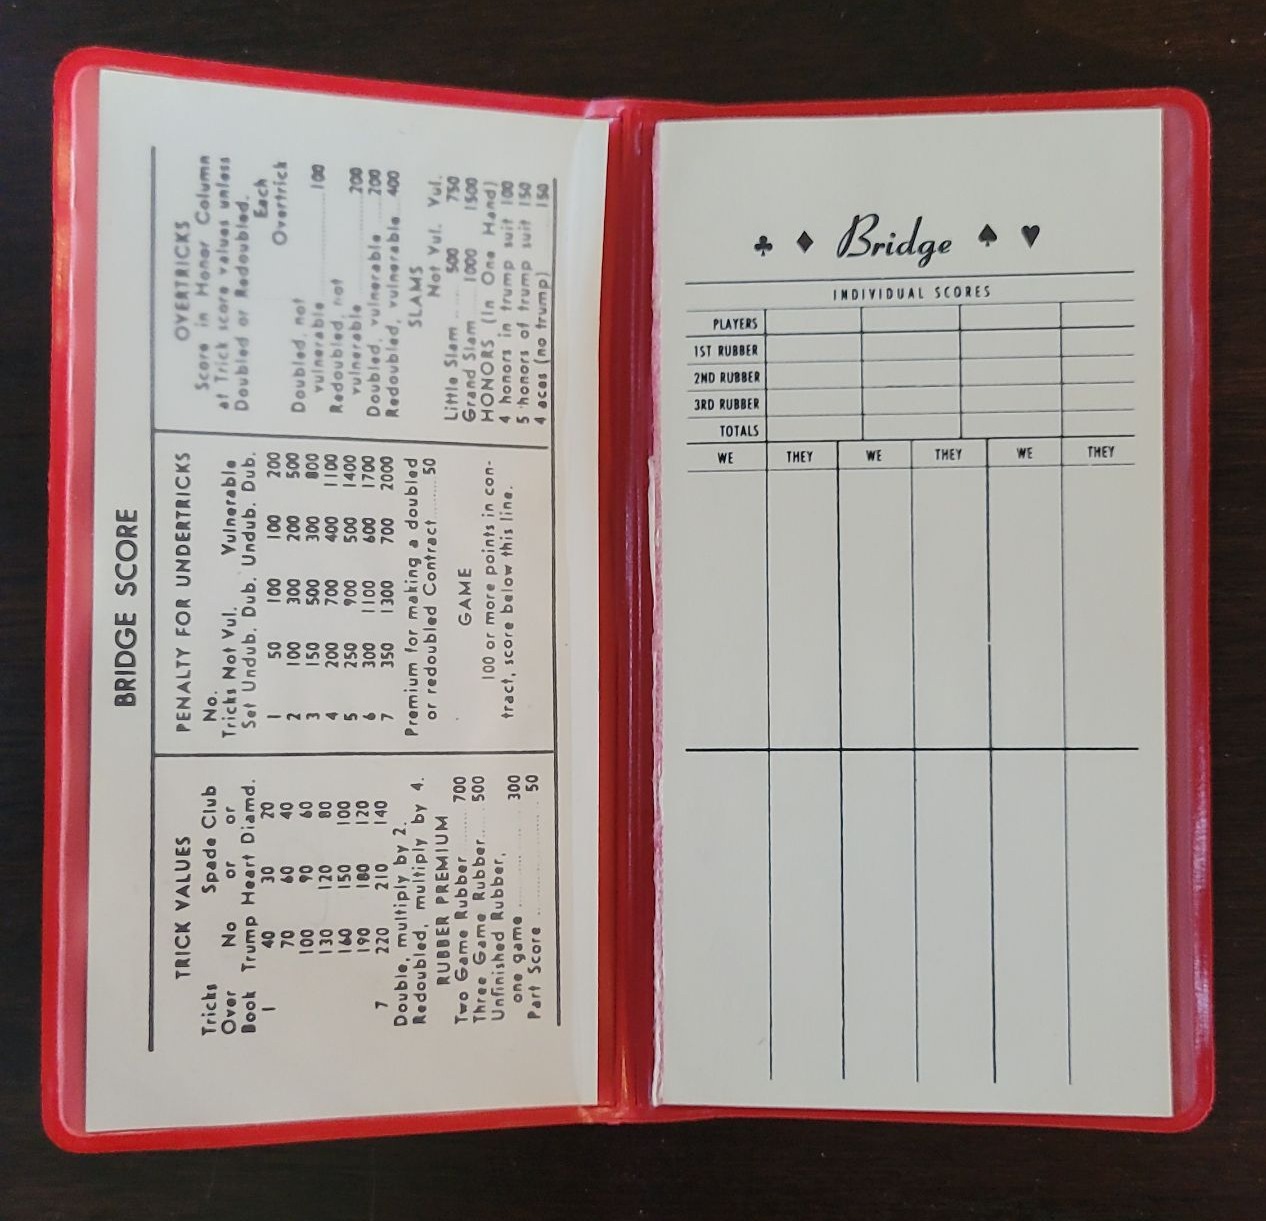 BRIDGE SCORE
TRICK VALUES
Tricks Spade Club
Over No or or
Book Trump Heart Diamd.
1 40 30 20
70 60 40
100 90 60
130 120 80
160 150 100
190 180 120
7 220 210 140
Double, multiply by 2.
Redoubled, multiply by 4.
RUBBER PREMIUM
Two Game Rubber ........ 700
Three Game Rubber..... 500
Unfinished Rubber,
one game .................. 300
Part Score .................. 50
PENALTY FOR UNDERTRICKS
No.
Tricks Not Vul. Vulnerable
Set Undub. Dub. Undub. Dub.
1 50 100 100 200
2 100 300 200 500
3 150 500 300 800
4 200 700 400 1100
5 250 900 500 1400
6 300 1100 600 1700
7 350 1300 700 2000
Premium for making a doubled
or redoubled Contract.........50
GAME
100 or more points in con-
tract, score below this line.
OVERTRICKS
Score in Honor Column
at Trick score values unless
Doubled or Redoubled.
Each
Overtrick
Doubled, not
vulnerable ................ 100
Redoubled, not
vulnerable ................ 200
Doubled, vulnerable ...... 200
Redoubled, vulnerable... 400
SLAMS
Not Vul. Vul.
Little Slam ..... 500 750
Grand Slam.... 1000 1500
HONORS (In One Hand)
4 honors in trump suit 100
5 honors of trump suit 150
4 aces (no trump) 150
♣ ♦ Bridge ♠ ♥
INDIVIDUAL SCORES
PLAYERS
1ST RUBBER
2ND RUBBER
3RD RUBBER
TOTALS
WE THEY WE THEY WE THEY